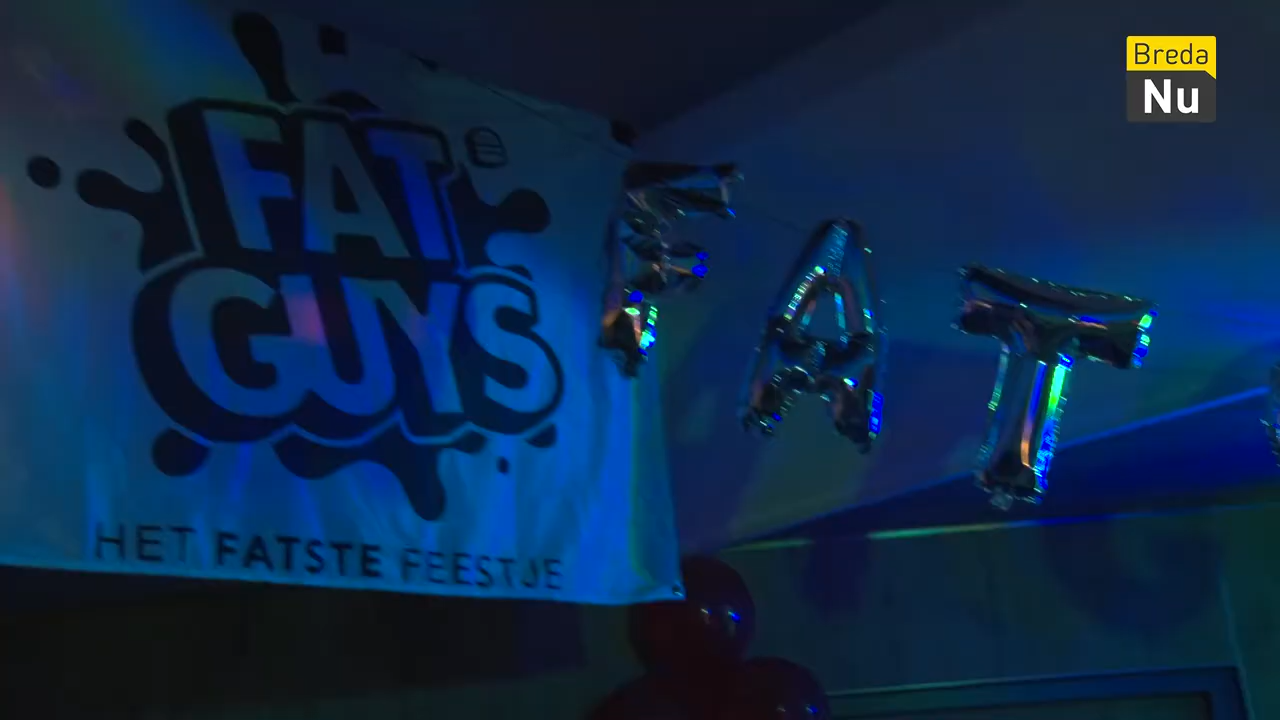 Breda
Nu
FAT
GUYS
HET FATSTE FEESTJE
FAT